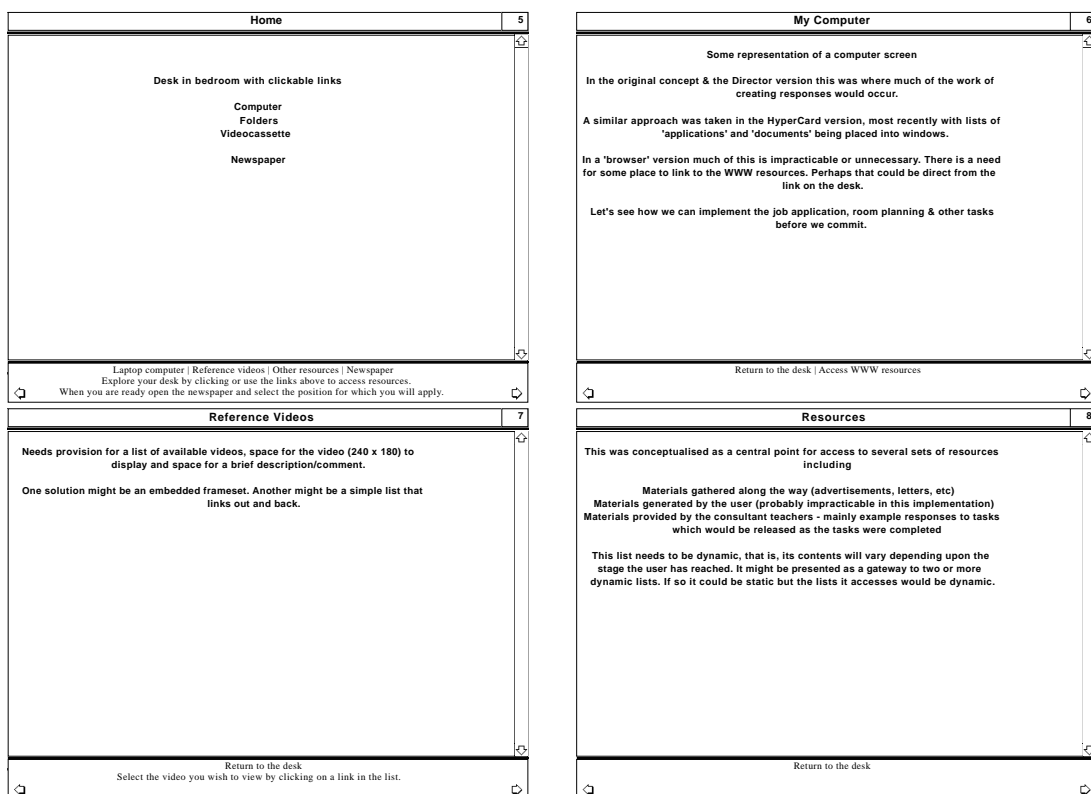 Home 5
Desk in bedroom with clickable links
Computer
Folders
Videocassette
Newspaper
Laptop computer | Reference videos | Other resources | Newspaper
Explore your desk by clicking or use the links above to access resources.
When you are ready open the newspaper and select the position for which you will apply.
My Computer 6
Some representation of a computer screen
In the original concept & the Director version this was where much of the work of
creating responses would occur.
A similar approach was taken in the HyperCard version, most recently with lists of
'applications' and 'documents' being placed into windows.
In a 'browser' version much of this is impracticable or unnecessary. There is a need
for some place to link to the WWW resources. Perhaps that could be direct from the
link on the desk.
Let's see how we can implement the job application, room planning & other tasks
before we commit.
Return to the desk | Access WWW resources
Reference Videos 7
Needs provision for a list of available videos, space for the video (240 x 180) to
display and space for a brief description/comment.
One solution might be an embedded frameset. Another might be a simple list that
links out and back.
Return to the desk
Select the video you wish to view by clicking on a link in the list.
Resources 8
This was conceptualised as a central point for access to several sets of resources
including
Materials gathered along the way (advertisements, letters, etc)
Materials generated by the user (probably impracticable in this implementation)
Materials provided by the consultant teachers - mainly example responses to tasks
which would be released as the tasks were completed
This list needs to be dynamic, that is, its contents will vary depending upon the
stage the user has reached. It might be presented as a gateway to two or more
dynamic lists. If so it could be static but the lists it accesses would be dynamic.
Return to the desk